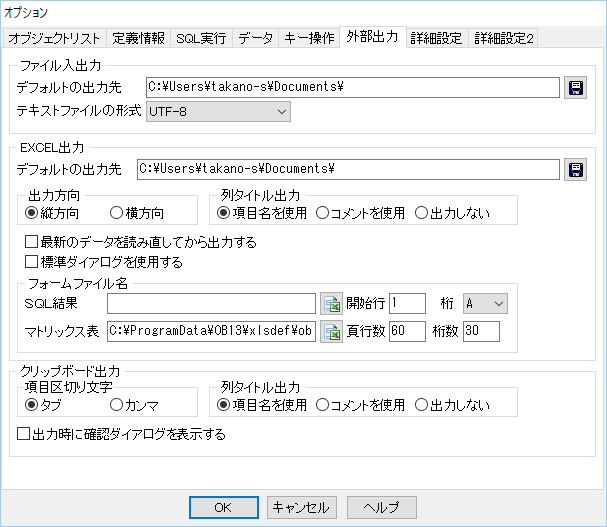 オプション
オブジェクトリスト 定義情報 SQL実行 データ キー操作 外部出力 詳細設定 詳細設定2
ファイル入出力
デフォルトの出力先 C:¥Users¥takano-s¥Documents¥
テキストファイルの形式 UTF-8
EXCEL出力
デフォルトの出力先 C:¥Users¥takano-s¥Documents¥
出力方向 列タイトル出力
縦方向 横方向 項目名を使用 コメントを使用 出力しない
最新のデータを読み直してから出力する
標準ダイアログを使用する
フォームファイル名
SQL結果 開始行 1 桁 A
マトリックス表 C:¥ProgramData¥OB13¥xlsdef¥ob 頁行数 60 桁数 30
クリップボード出力
項目区切り文字 列タイトル出力
タブ カンマ 項目名を使用 コメントを使用 出力しない
出力時に確認ダイアログを表示する
OK キャンセル ヘルプ